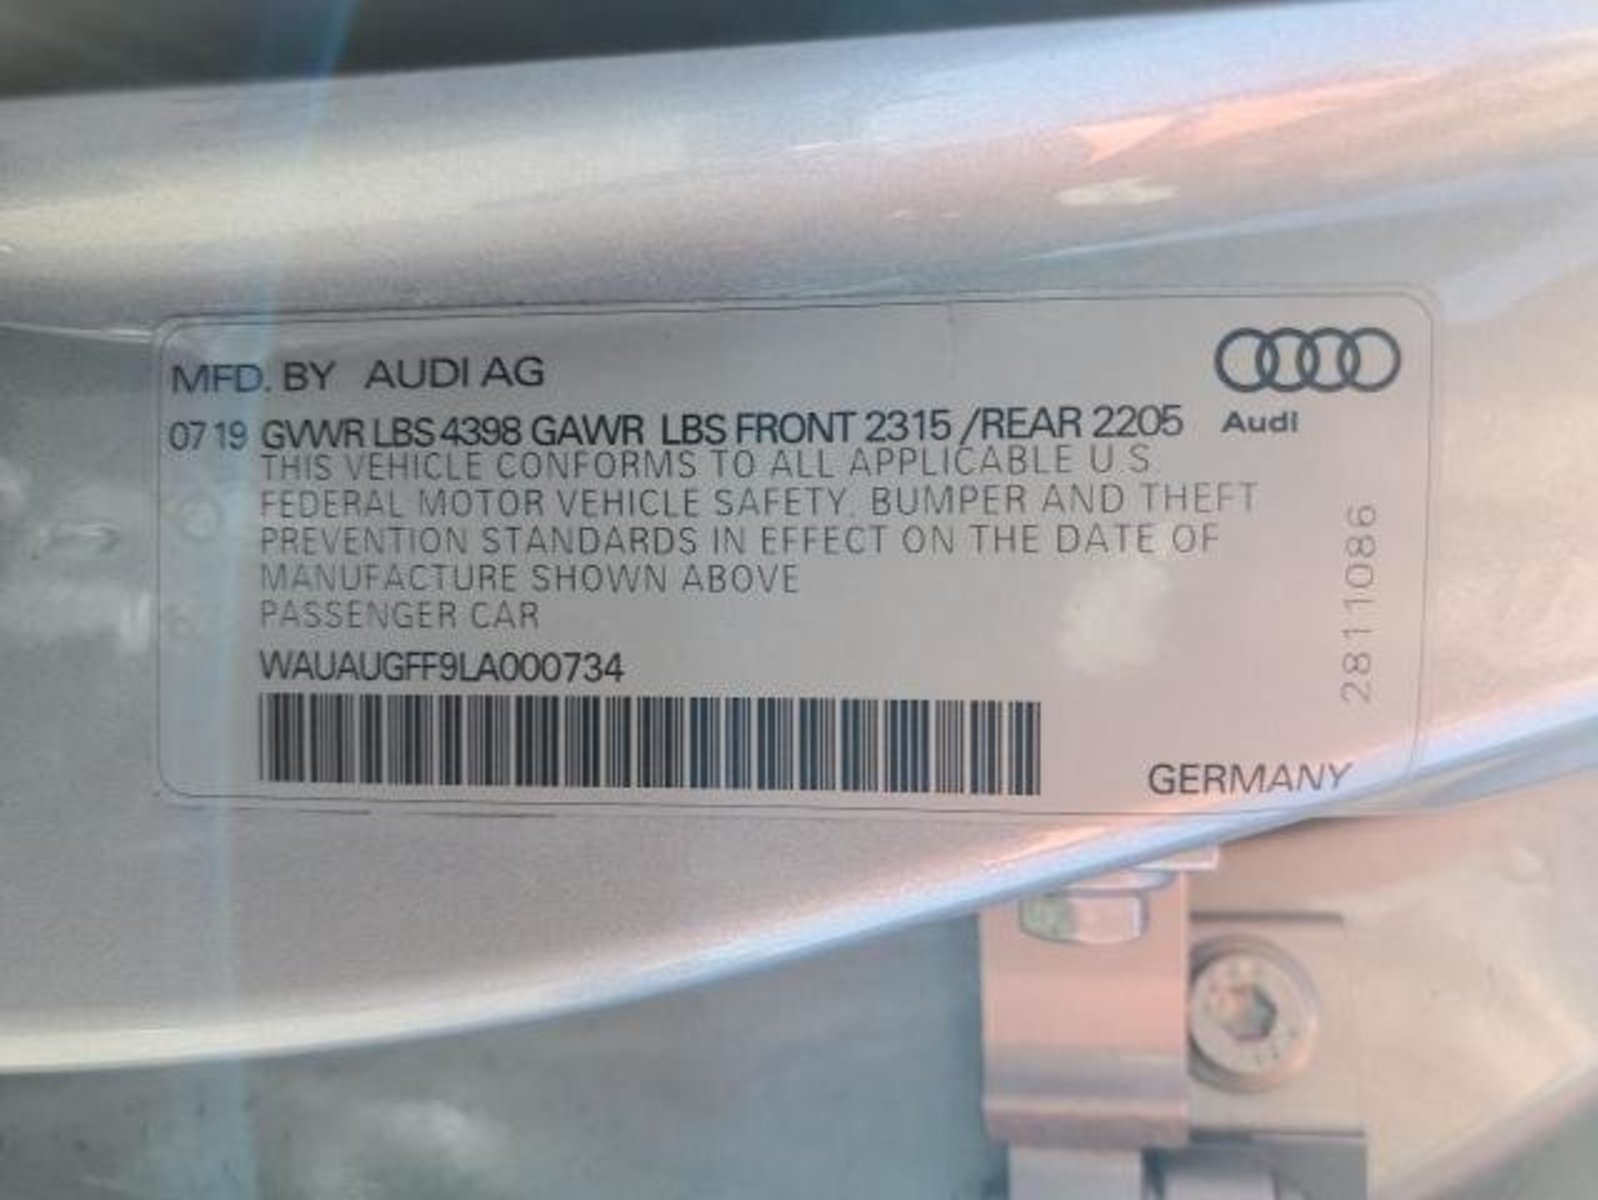 MFD. BY AUDI AG
07 19 GVWR LBS 4398 GAWR LBS FRONT 2315 /REAR 2205
Audi
THIS VEHICLE CONFORMS TO ALL APPLICABLE U S
FEDERAL MOTOR VEHICLE SAFETY, BUMPER AND THEFT
PREVENTION STANDARDS IN EFFECT ON THE DATE OF
MANUFACTURE SHOWN ABOVE
PASSENGER CAR
WAUAUGFF9LA000734
2811086
GERMANY